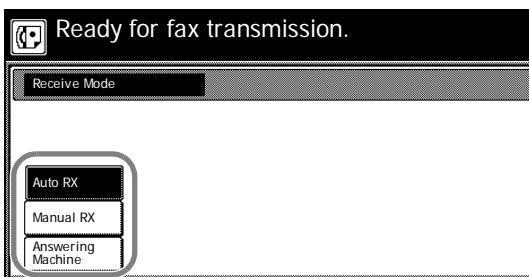 Ready for fax transmission.
Receive Mode
Auto RX
Manual RX
Answering
Machine